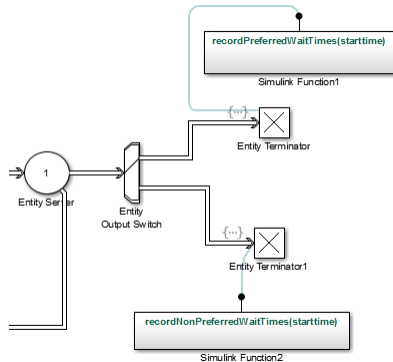 recordPreferredWaitTimes(starttime)
Simulink Function1
{...}
Entity Terminator
1
Entity Server
Entity
Output Switch
{...}
Entity Terminator1
recordNonPreferredWaitTimes(starttime)
Simulink Function2